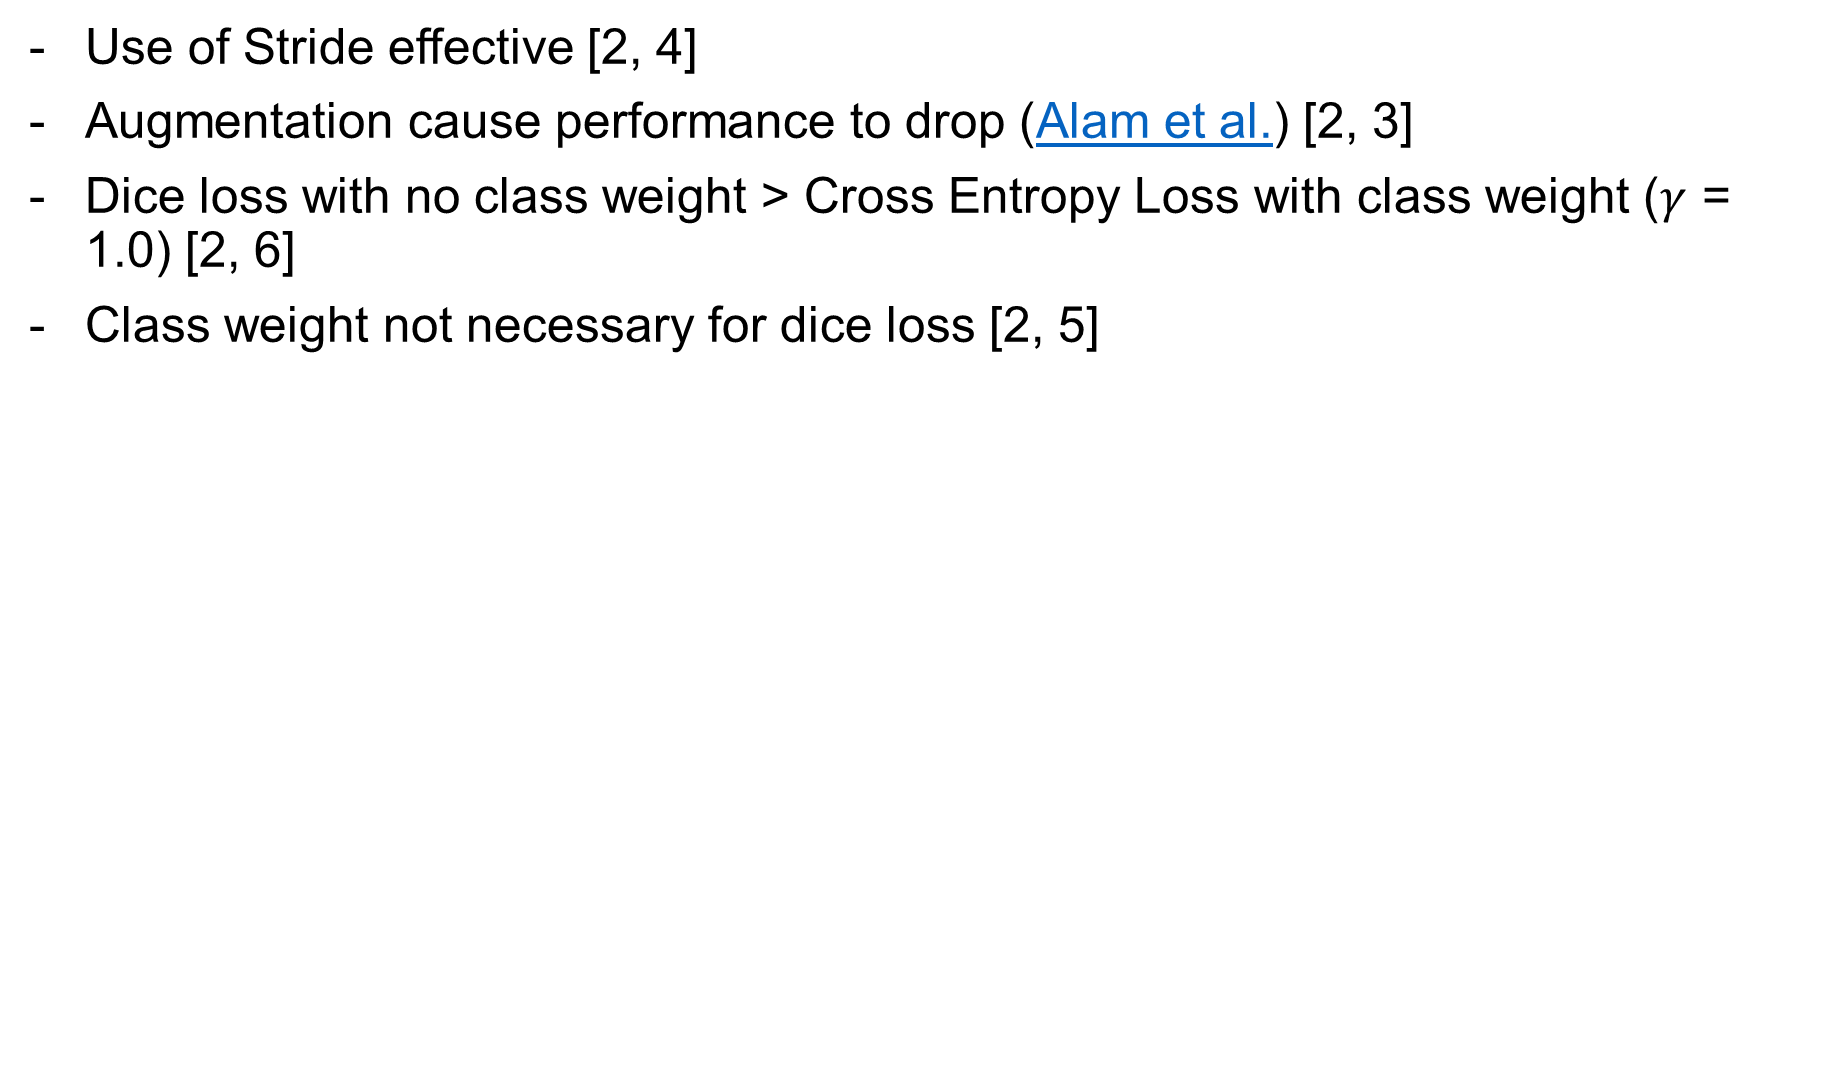 - Use of Stride effective [2, 4]
- Augmentation cause performance to drop (Alam et al.) [2, 3]
- Dice loss with no class weight > Cross Entropy Loss with class weight (γ =
1.0) [2, 6]
- Class weight not necessary for dice loss [2, 5]